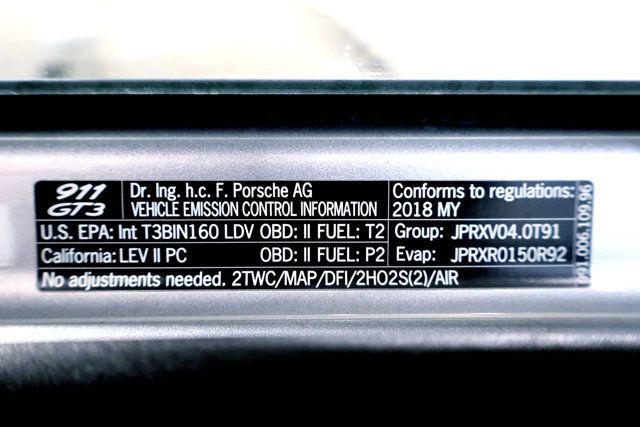 911 GT3
Dr. Ing. h.c. F. Porsche AG
VEHICLE EMISSION CONTROL INFORMATION
Conforms to regulations:
2018 MY
U.S. EPA: Int T3BIN160 LDV OBD: II FUEL: T2
Group: JPRXV04.0T91
California: LEV II PC OBD: II FUEL: P2
Evap: JPRXR0150R92
No adjustments needed. 2TWC/MAP/DFI/2HO2S(2)/AIR
991.006.109.96